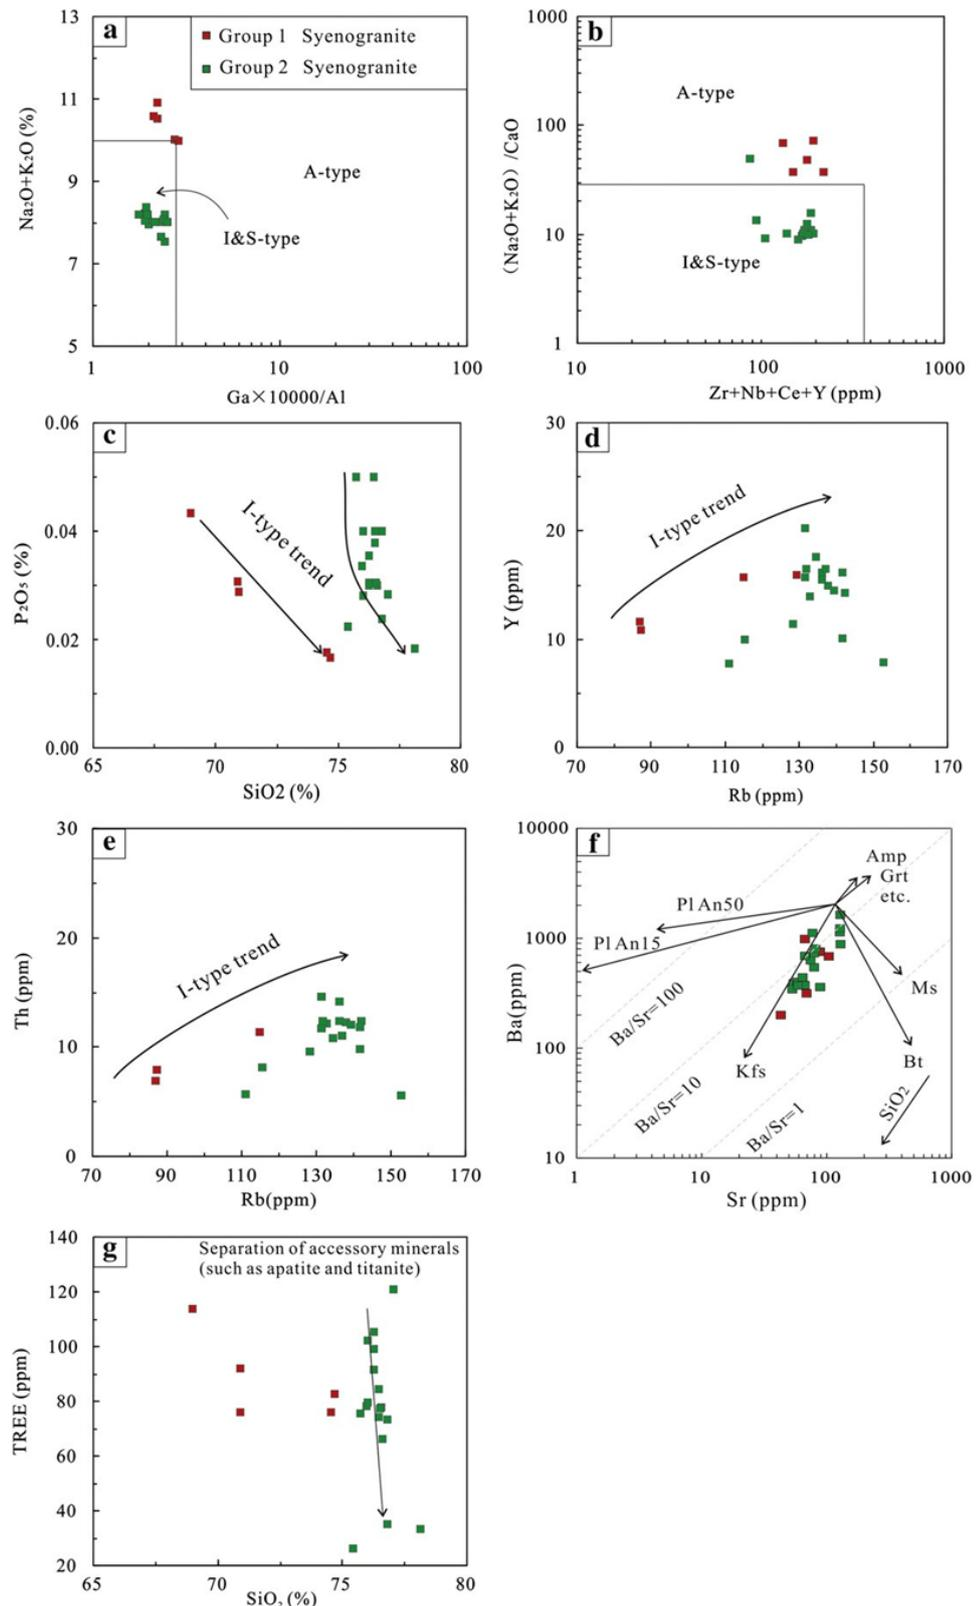 a
Group 1 Syenogranite
Group 2 Syenogranite
A-type
I&S-type
13
11
9
7
5
1
10
100
Na₂O+K₂O (%)
Ga×10000/Al
b
A-type
I&S-type
1000
100
10
1
10
100
1000
(Na₂O+K₂O) /CaO
Zr+Nb+Ce+Y (ppm)
c
I-type trend
I-type trend
0.06
0.04
0.02
0.00
65
70
75
80
P₂O₅ (%)
SiO2 (%)
d
I-type trend
30
20
10
0
70
90
110
130
150
170
Y (ppm)
Rb (ppm)
e
I-type trend
30
20
10
0
70
90
110
130
150
170
Th (ppm)
Rb(ppm)
f
Amp
Grt
etc.
Pl An50
Pl An15
Ms
Bt
Kfs
SiO₂
Ba/Sr=100
Ba/Sr=10
Ba/Sr=1
10000
1000
100
10
1
10
100
1000
Ba(ppm)
Sr (ppm)
g
Separation of accessory minerals
(such as apatite and titanite)
140
120
100
80
60
40
20
65
70
75
80
TREE (ppm)
SiO₂ (%)